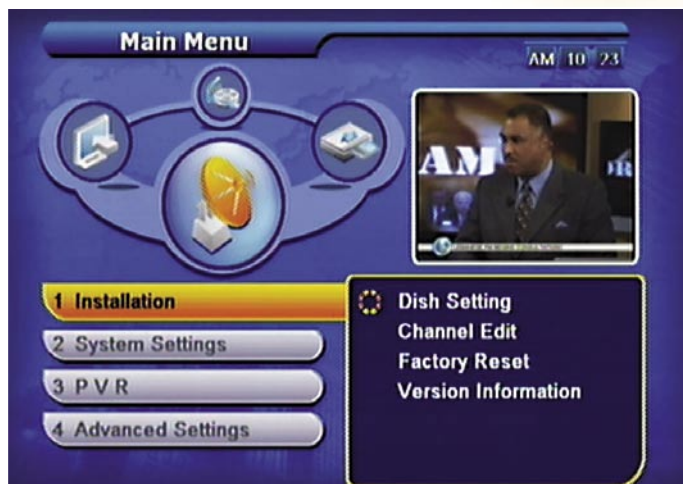 Main Menu
AM 10 23
AM
1 Installation
2 System Settings
3 P V R
4 Advanced Settings
Dish Setting
Channel Edit
Factory Reset
Version Information